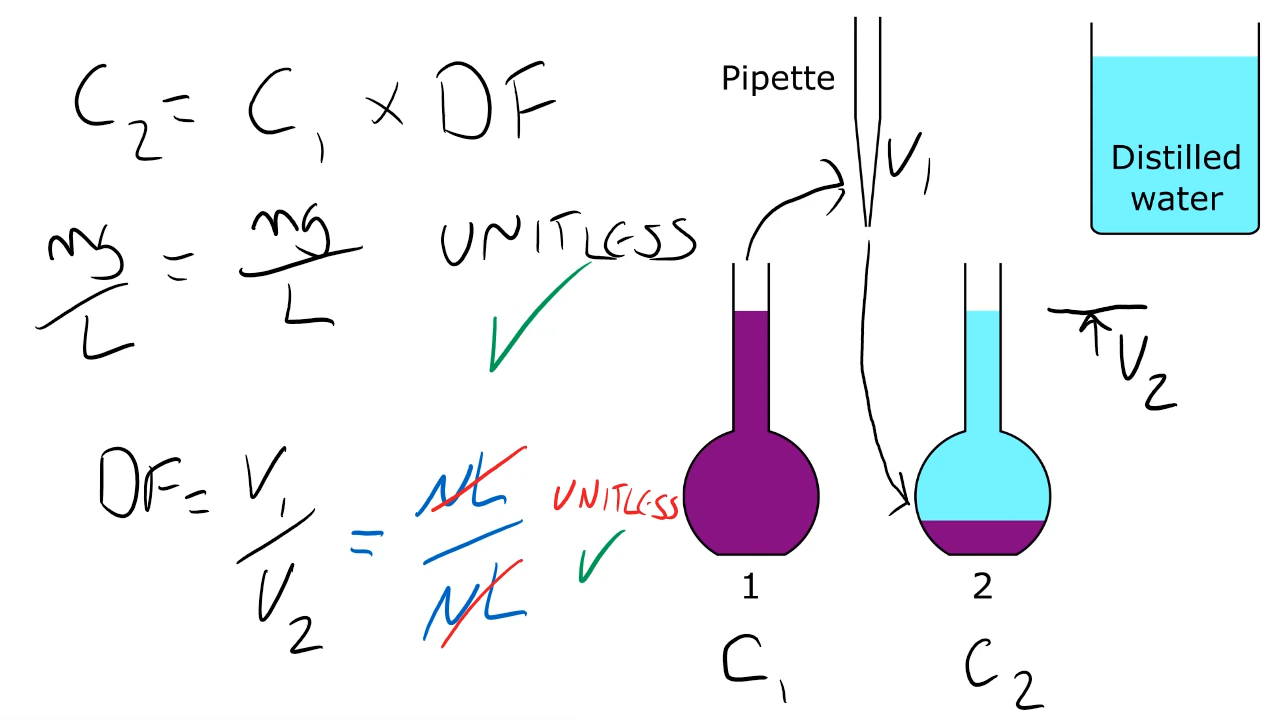 C₂ = C₁ × DF
mg/L = mg/L UNITLESS ✓
DF = V₁/V₂ = mL/mL UNITLESS ✓
Pipette
V₁
Distilled
water
V₂
1
2
C₁
C₂